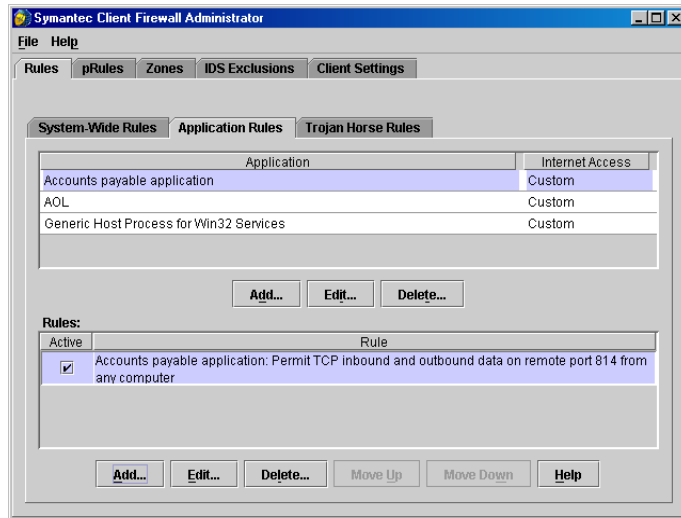 Symantec Client Firewall Administrator
File Help
Rules pRules Zones IDS Exclusions Client Settings
System-Wide Rules Application Rules Trojan Horse Rules
Application Internet Access
Accounts payable application Custom
AOL Custom
Generic Host Process for Win32 Services Custom
Add... Edit... Delete...
Rules:
Active Rule
Accounts payable application: Permit TCP inbound and outbound data on remote port 814 from
any computer
Add... Edit... Delete... Move Up Move Down Help